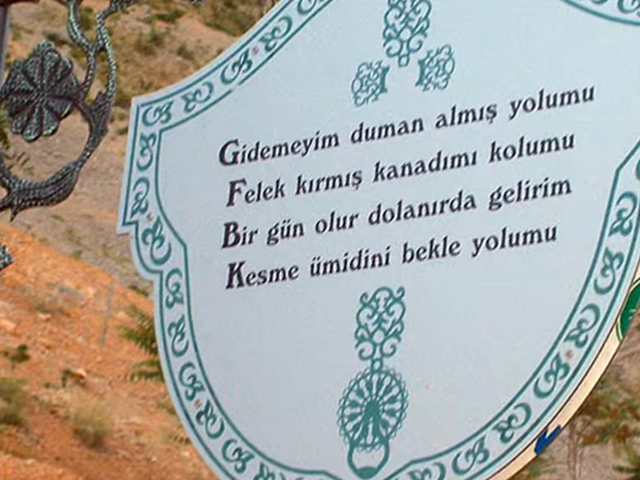 Gidemeyim duman almış yolumu
Felek kırmış kanadımı kolumu
Bir gün olur dolanırda gelirim
Kesme ümidini bekle yolumu